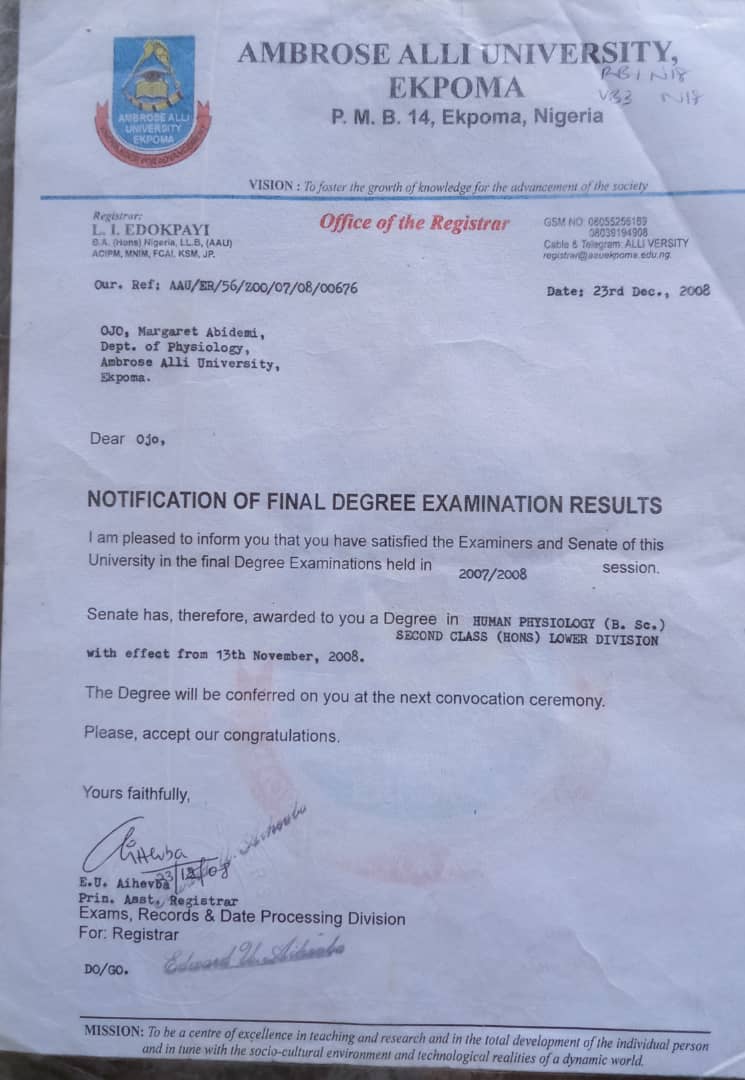 AMBROSE ALLI UNIVERSITY,
EKPOMA
P. M. B. 14, Ekpoma, Nigeria
RB1 N18
VB3 N18
AMBROSE ALLI
UNIVERSITY
EKPOMA
KNOWLEDGE FOR ADVANCEMENT
VISION : To foster the growth of knowledge for the advancement of the society
Registrar:
L. I. EDOKPAYI
B.A. (Hons) Nigeria, LL.B, (AAU)
ACIPM, MNIM, FCAI, KSM, JP.
Office of the Registrar
GSM NO: 08055256189
08039194908
Cable & Telegram: ALLI VERSITY
registrar@aauekpoma.edu.ng.
Our. Ref: AAU/ER/56/200/07/08/00676
Date: 23rd Dec., 2008
OJO, Margaret Abidemi,
Dept. of Physiology,
Ambrose Alli University,
Ekpoma.
Dear Ojo,
NOTIFICATION OF FINAL DEGREE EXAMINATION RESULTS
I am pleased to inform you that you have satisfied the Examiners and Senate of this
University in the final Degree Examinations held in 2007/2008 session.
Senate has, therefore, awarded to you a Degree in HUMAN PHYSIOLOGY (B. Sc.)
SECOND CLASS (HONS) LOWER DIVISION
with effect from 13th November, 2008.
The Degree will be conferred on you at the next convocation ceremony.
Please, accept our congratulations.
Yours faithfully,
23/12/08
E.U. Aihevba
Prin. Asst. Registrar
Exams, Records & Date Processing Division
For: Registrar
Edward U. Aihevba
DO/GO.
MISSION: To be a centre of excellence in teaching and research and in the total development of the individual person
and in tune with the socio-cultural environment and technological realities of a dynamic world.